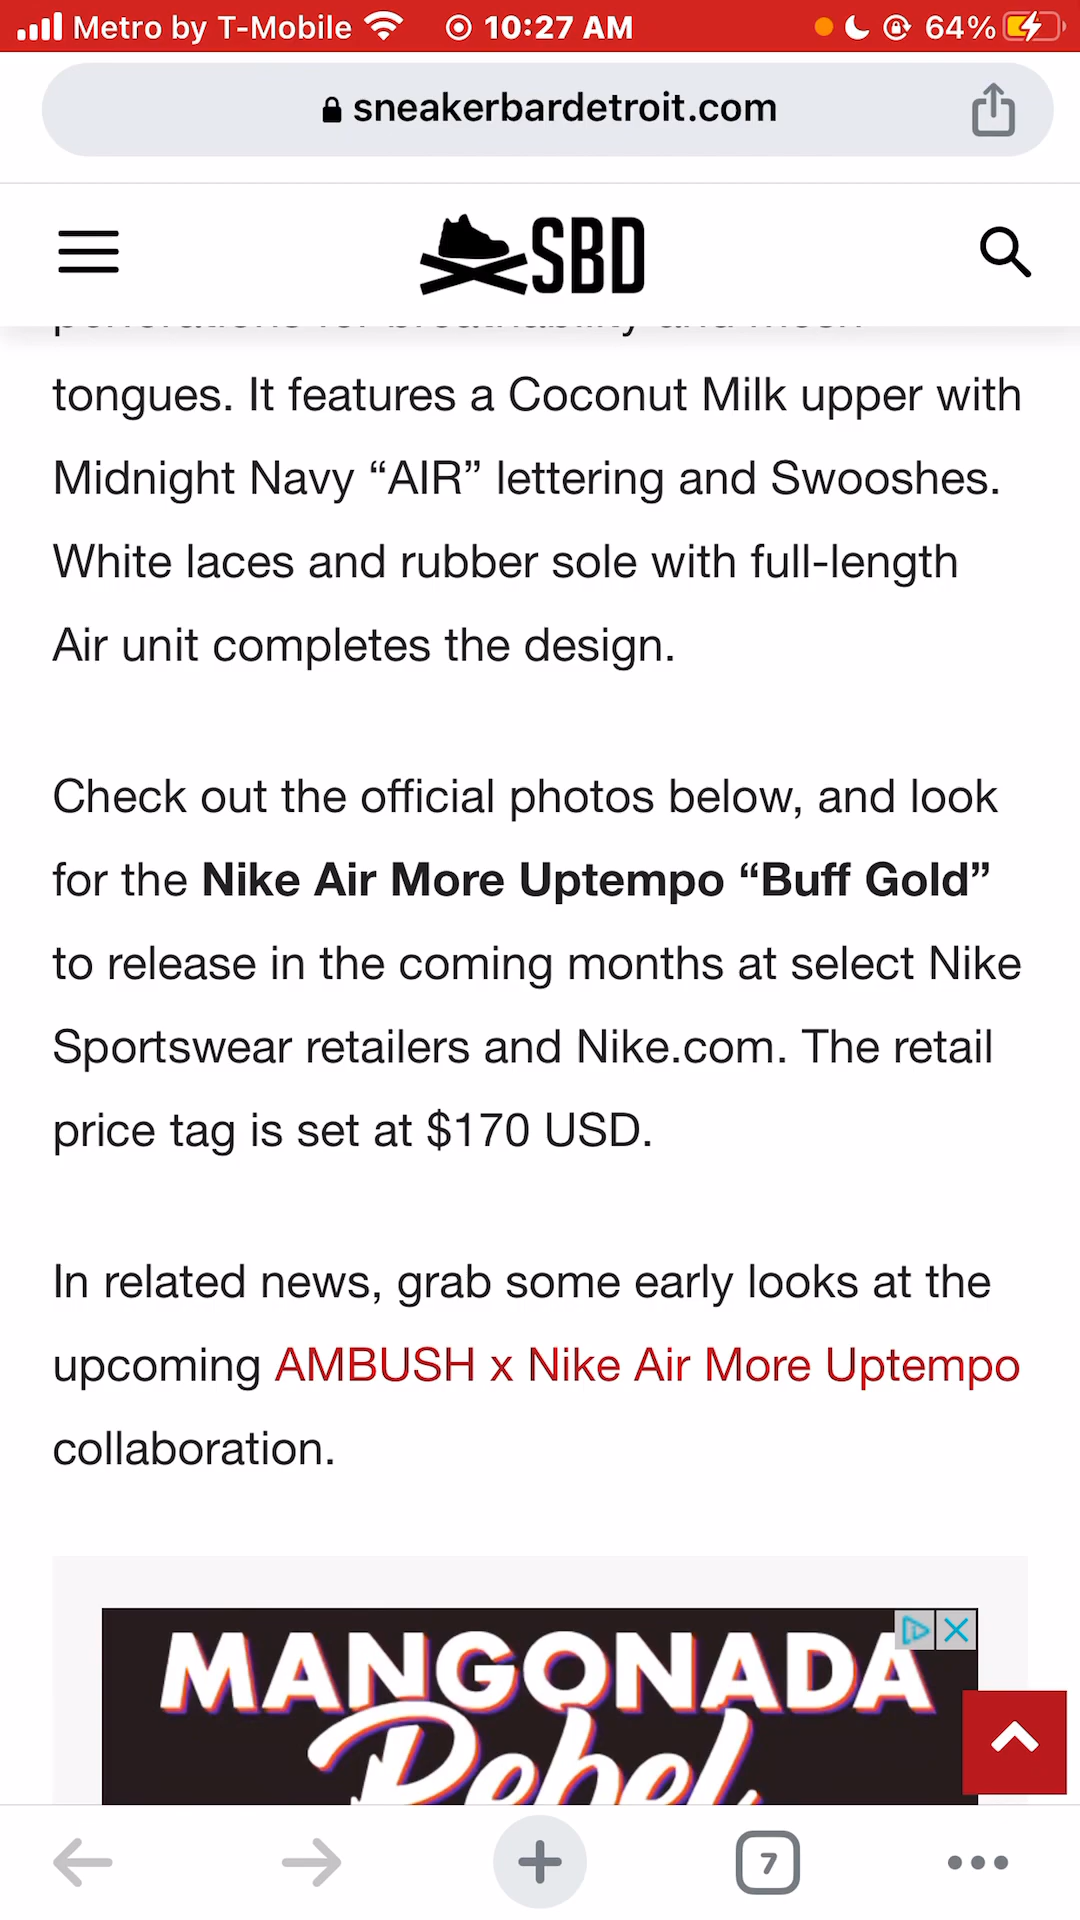 Metro by T-Mobile 10:27 AM 64%
sneakerbardetroit.com
SBD
tongues. It features a Coconut Milk upper with
Midnight Navy “AIR” lettering and Swooshes.
White laces and rubber sole with full-length
Air unit completes the design.
Check out the official photos below, and look
for the Nike Air More Uptempo “Buff Gold”
to release in the coming months at select Nike
Sportswear retailers and Nike.com. The retail
price tag is set at $170 USD.
In related news, grab some early looks at the
upcoming AMBUSH x Nike Air More Uptempo
collaboration.
MANGONADA
Rebel
7